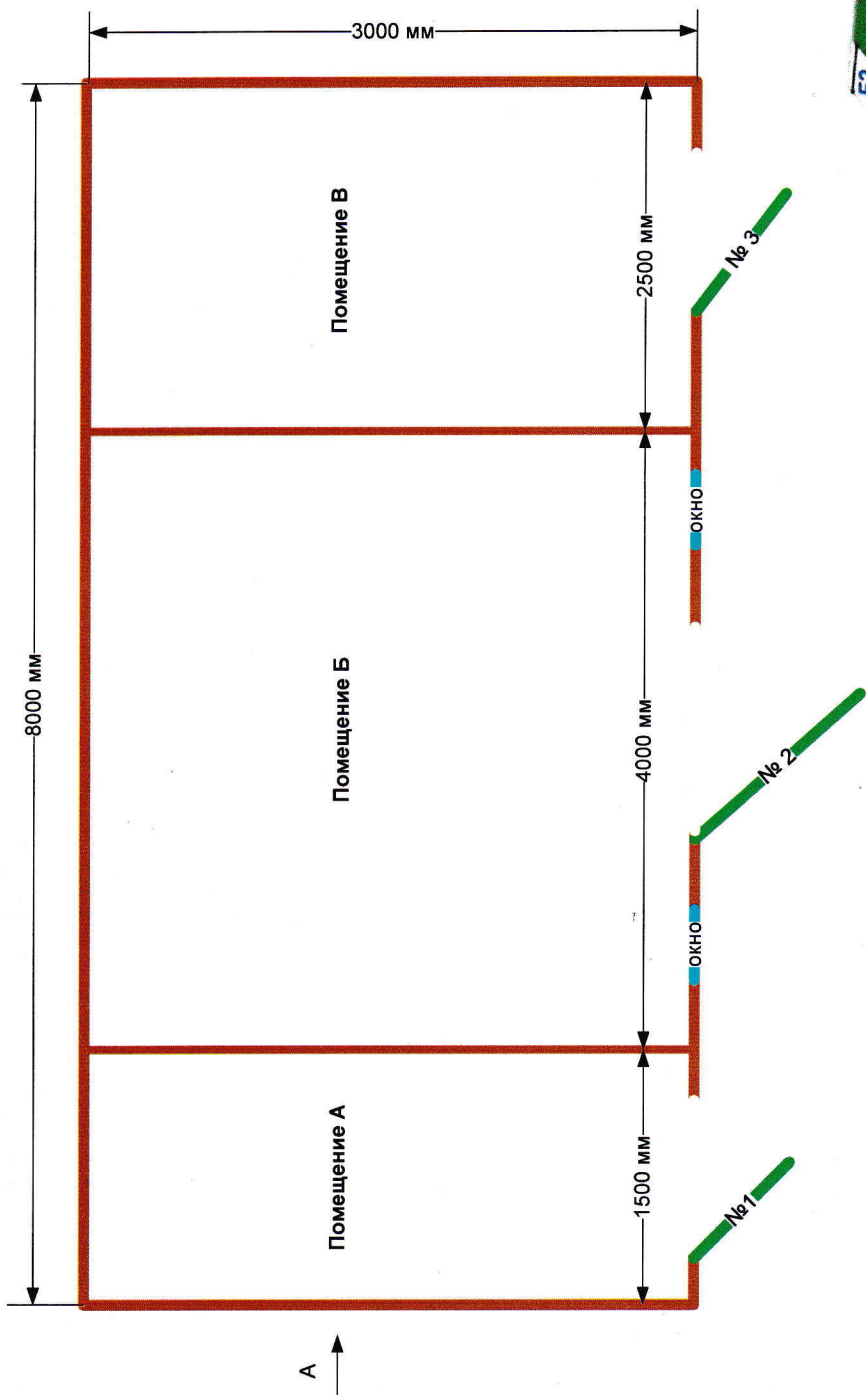 8000 мм
3000 мм
Помещение А
Помещение Б
Помещение В
1500 мм
4000 мм
2500 мм
окно
окно
№1
№ 2
№ 3
А